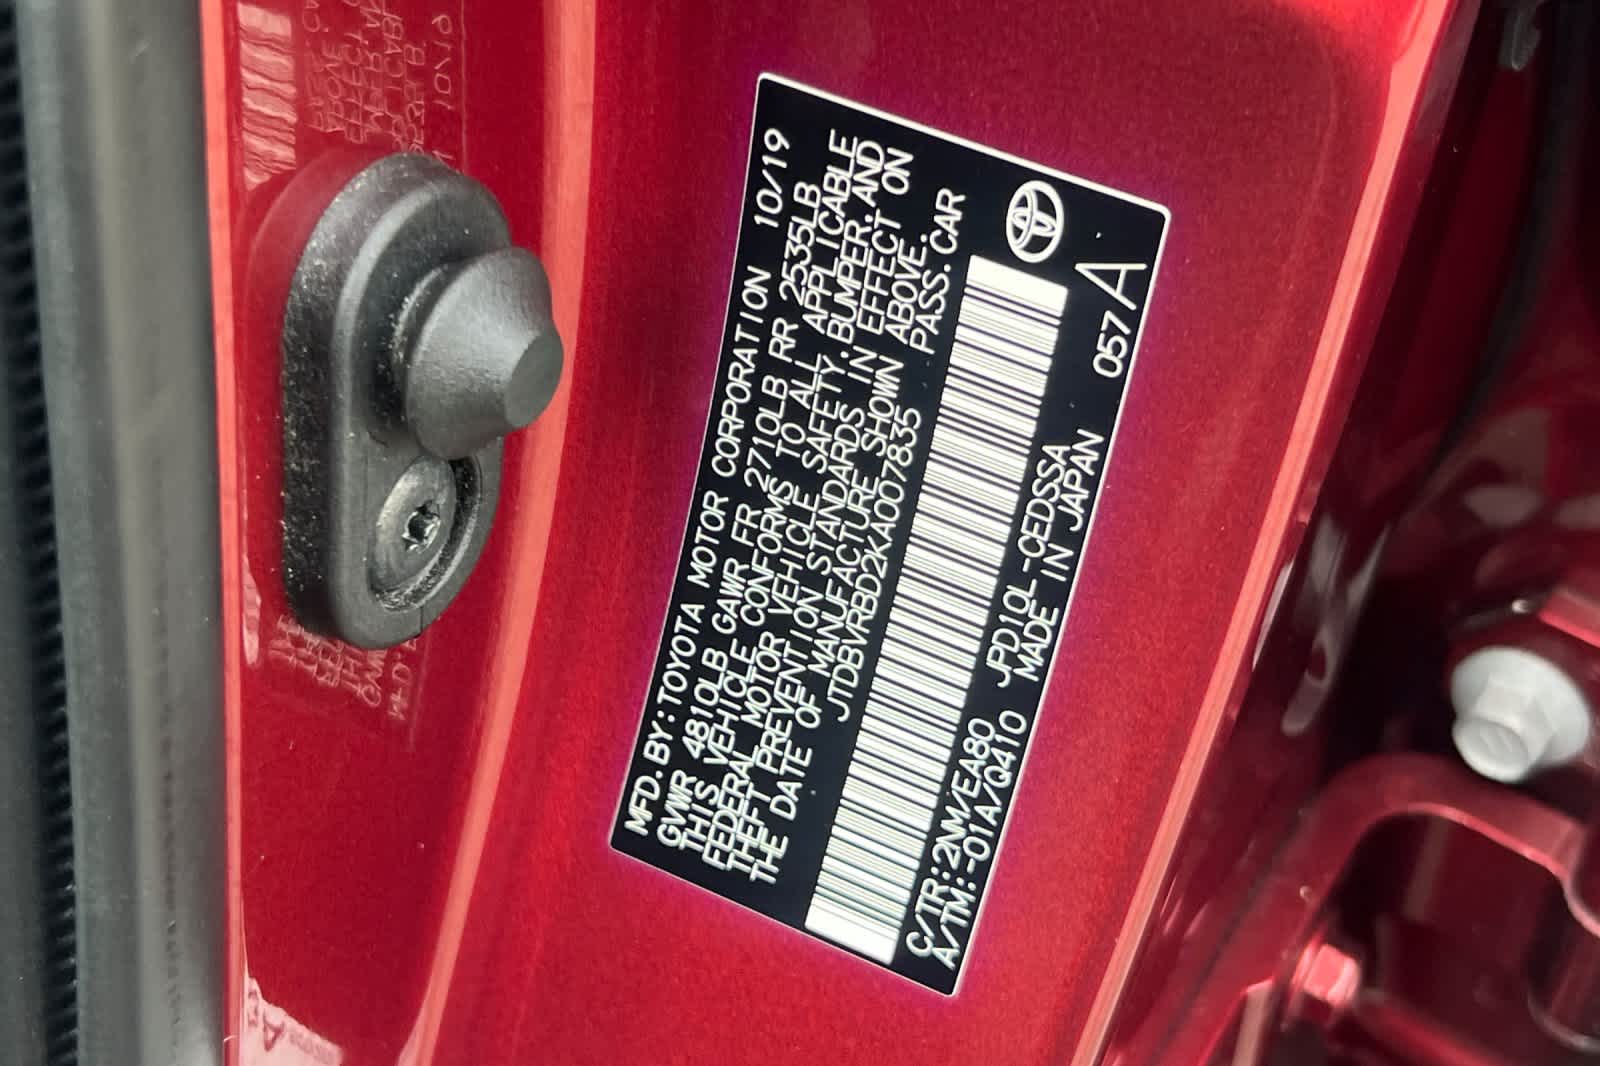 MFD. BY: TOYOTA MOTOR CORPORATION 10/19
GVWR 4810LB GAWR FR 2710LB RR 2535LB
THIS VEHICLE CONFORMS TO ALL APPLICABLE
FEDERAL MOTOR VEHICLE SAFETY, BUMPER, AND
THEFT PREVENTION STANDARDS IN EFFECT ON
THE DATE OF MANUFACTURE SHOWN ABOVE.
JTDBVRBD2KA007835 PASS. CAR
C/TR: 2NM/EA80 JPD10L-CEDSSA 057A
A/TM: -01A/Q410 MADE IN JAPAN